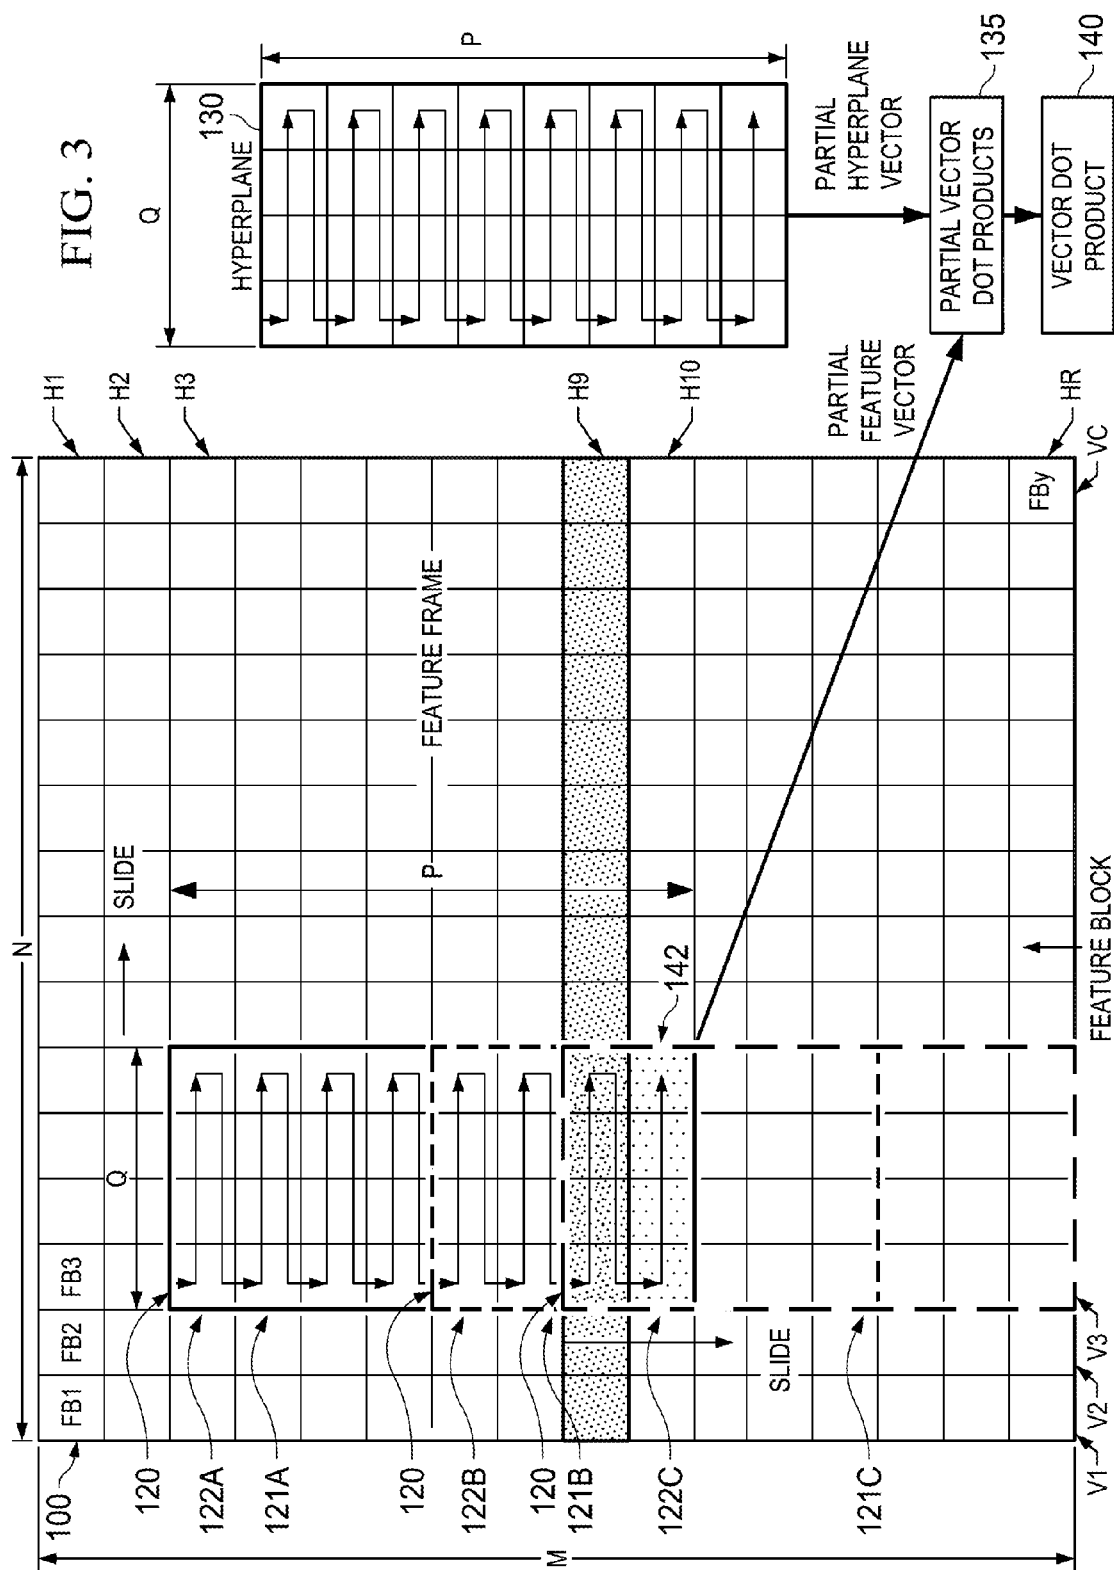 FIG. 3
N
M
100
FB1
FB2
FB3
SLIDE
Q
P
FEATURE FRAME
H1
H2
H3
H9
H10
HR
VC
FBy
120
122A
121A
120
122B
120
121B
122C
121C
142
SLIDE
V1
V2
V3
FEATURE BLOCK
Q
HYPERPLANE
130
P
PARTIAL
FEATURE
VECTOR
PARTIAL
HYPERPLANE
VECTOR
PARTIAL VECTOR
DOT PRODUCTS
135
VECTOR DOT
PRODUCT
140